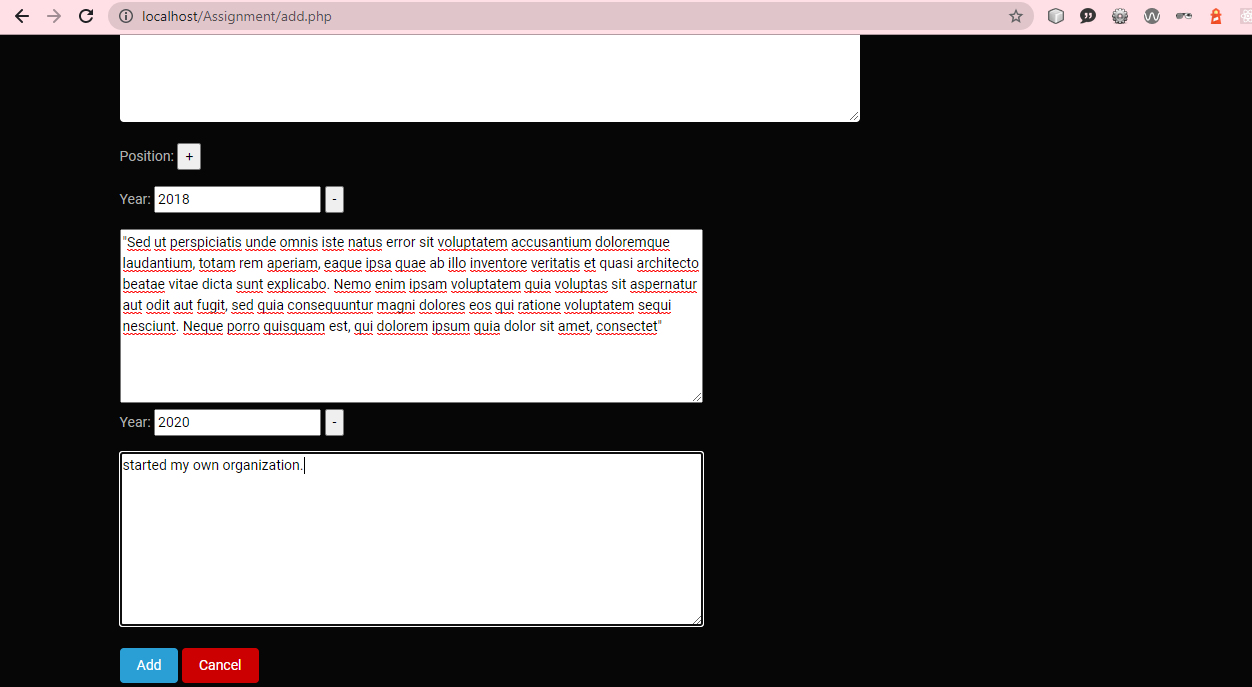 localhost/Assignment/add.php
Position: +
Year: 2018 -
"Sed ut perspiciatis unde omnis iste natus error sit voluptatem accusantium doloremque
laudantium, totam rem aperiam, eaque ipsa quae ab illo inventore veritatis et quasi architecto
beatae vitae dicta sunt explicabo. Nemo enim ipsam voluptatem quia voluptas sit aspernatur
aut odit aut fugit, sed quia consequuntur magni dolores eos qui ratione voluptatem sequi
nesciunt. Neque porro quisquam est, qui dolorem ipsum quia dolor sit amet, consectet"
Year: 2020 -
started my own organization.
Add Cancel